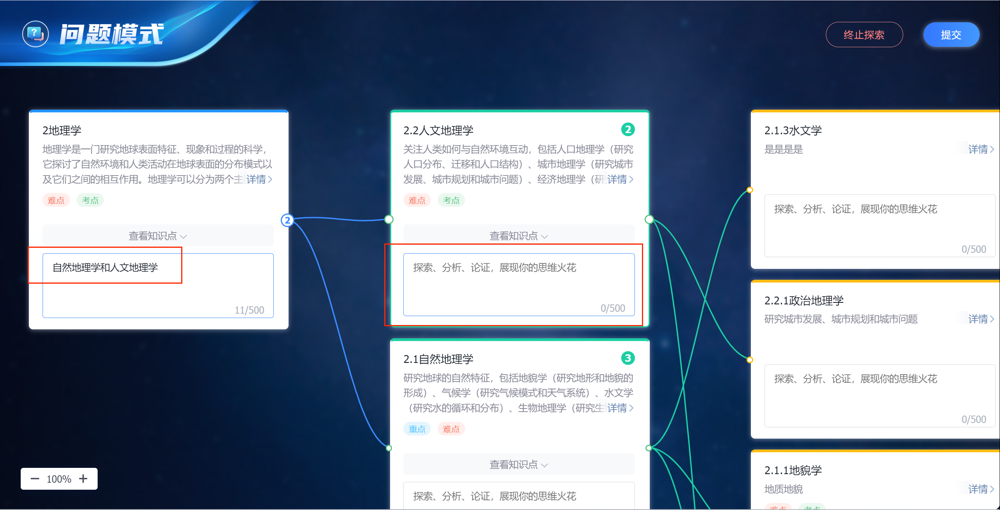 问题模式
终止探索
提交
2地理学
地理学是一门研究地球表面特征、现象和过程的科学，
它探讨了自然环境和人类活动在地球表面的分布模式以
及它们之间的相互作用。地理学可以分为两个主 详情
难点 考点
2
查看知识点
自然地理学和人文地理学
11/500
2.2人文地理学
2
关注人类如何与自然环境互动，包括人口地理学（研究
人口分布、迁移和人口结构）、城市地理学（研究城市
发展、城市规划和城市问题）、经济地理学（研 详情
难点 考点
查看知识点
探索、分析、论证，展现你的思维火花
0/500
2.1自然地理学
3
研究地球的自然特征，包括地貌学（研究地形和地貌的
形成）、气候学（研究气候模式和天气系统）、水文学
（研究水的循环和分布）、生物地理学（研究生 详情
重点 难点
查看知识点
探索、分析、论证，展现你的思维火花
2.1.3水文学
是是是是 详情
探索、分析、论证，展现你的思维火花
0/500
2.2.1政治地理学
研究城市发展、城市规划和城市问题 详情
探索、分析、论证，展现你的思维火花
0/500
2.1.1地貌学
地质地貌 详情
难点 考点
100%